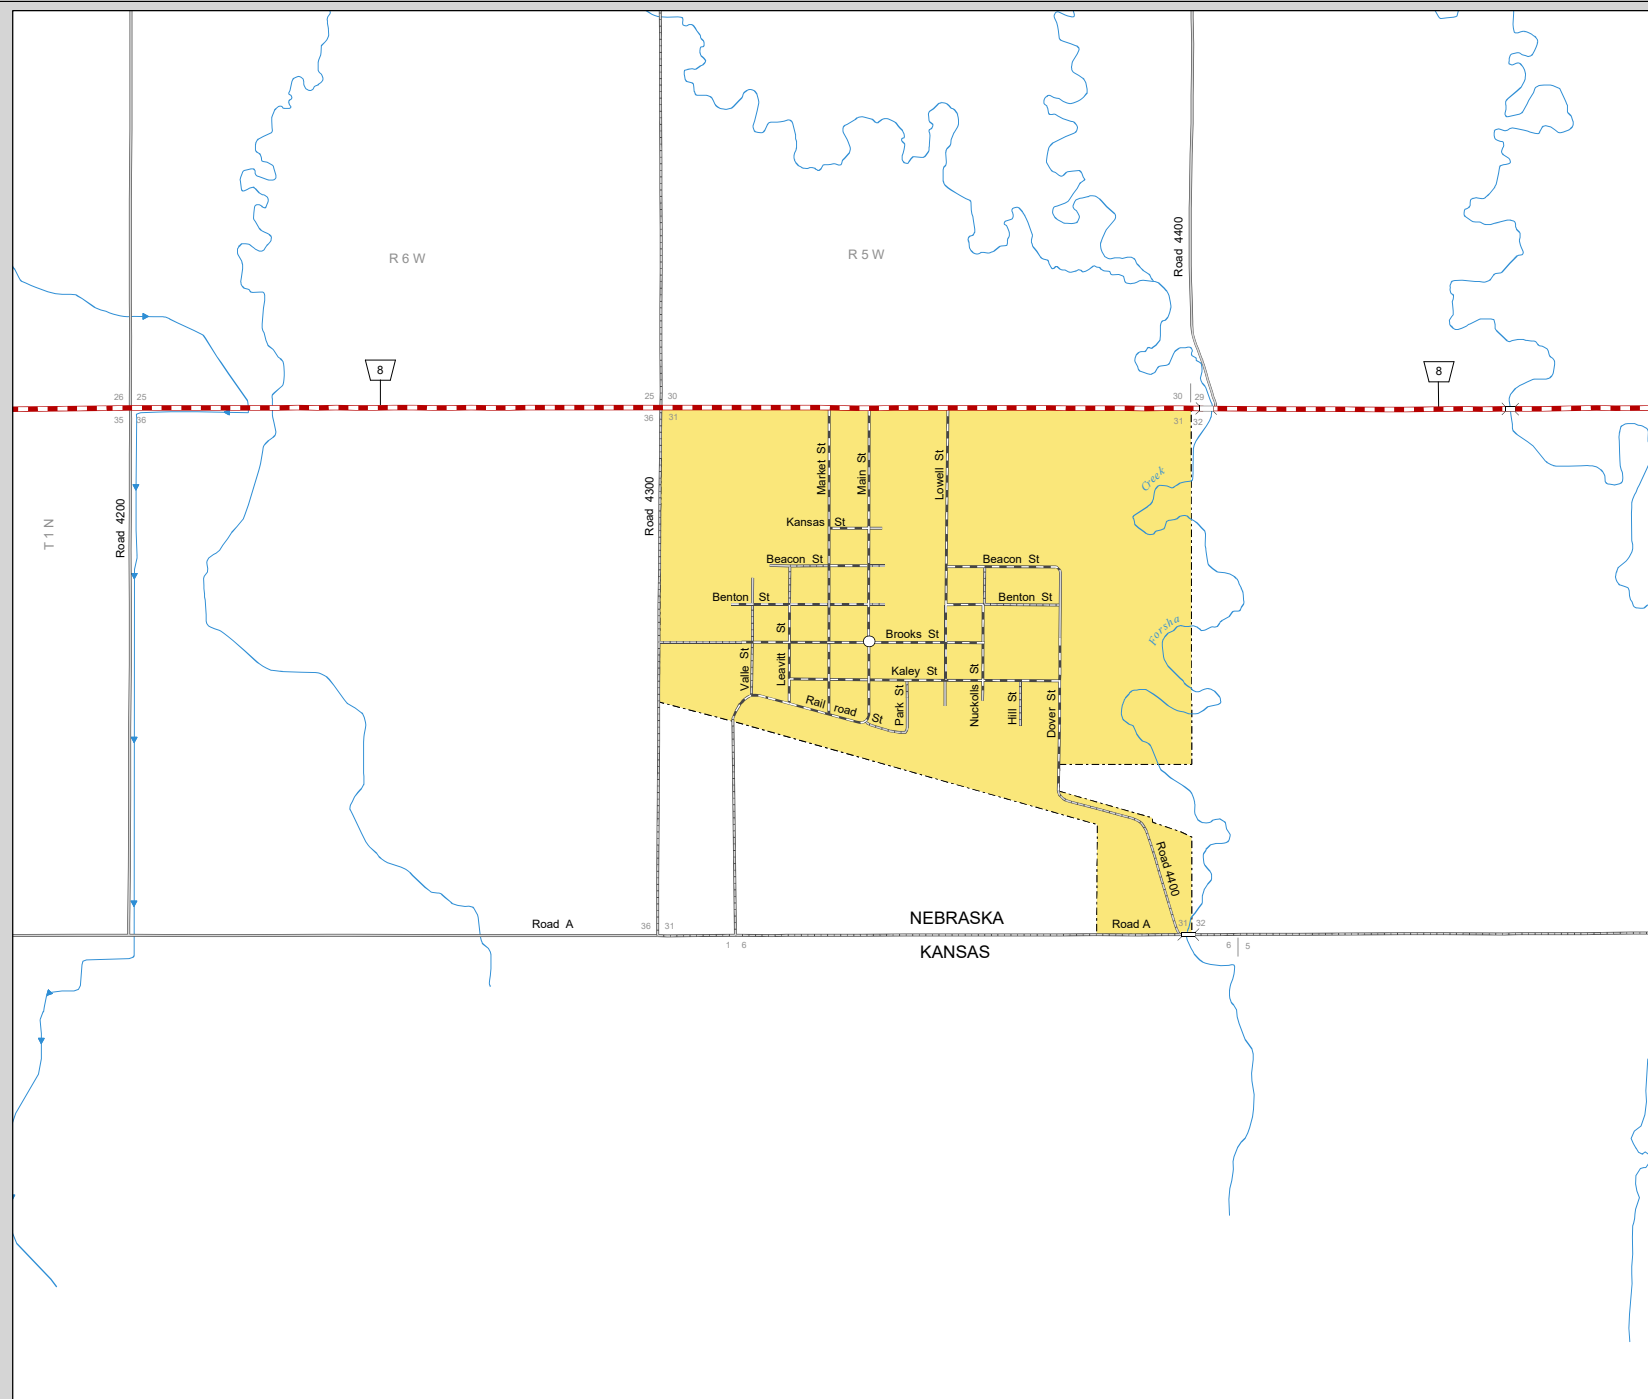 Road 4400
R 6 W
R 5 W
8
8
26 25
25 30
30 29
35 36
36 31
31 32
T 1 N
Road 4200
Road 4300
Market St
Main St
Lowell St
Creek
Kansas St
Beacon St
Beacon St
Benton St
Benton St
Forsha
Brooks St
Valle St
Leavitt St
Kaley St
Park St
Nuckolls St
Hill St
Dover St
Rail road St
Road 4400
Road A
36 31
NEBRASKA
Road A
31 32
1 6
KANSAS
6 5